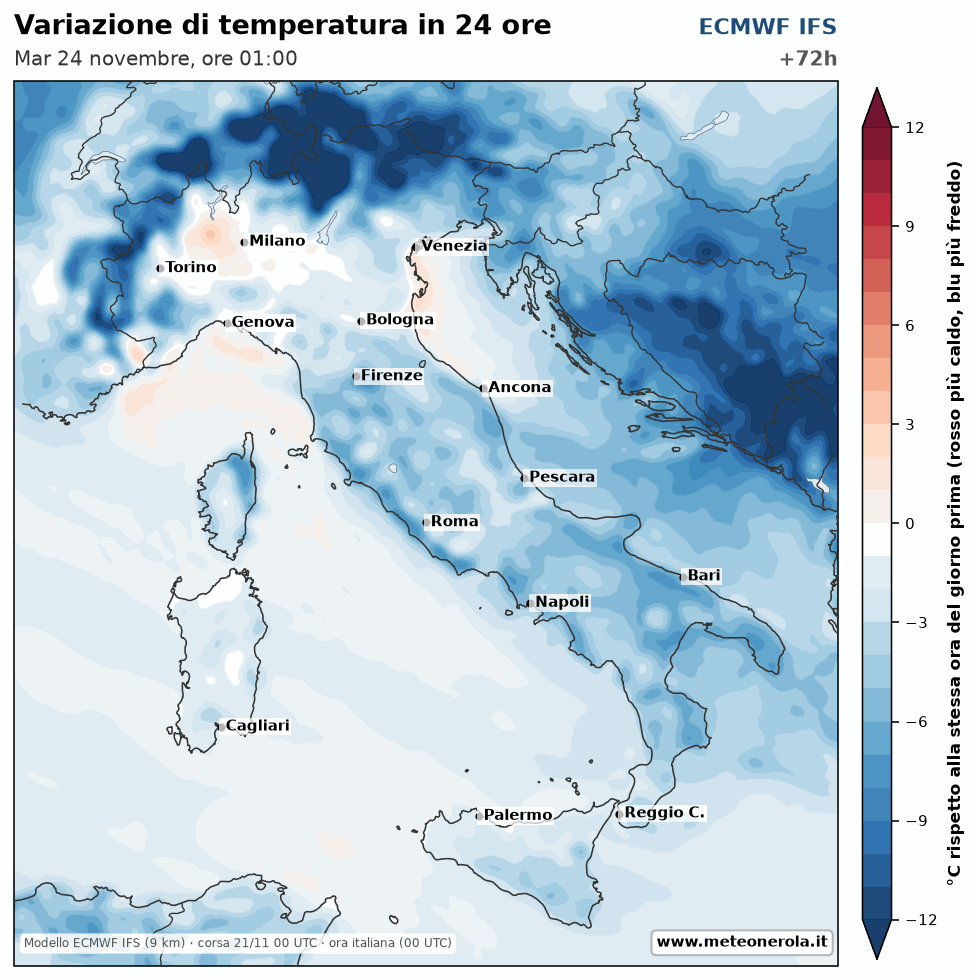 Variazione di temperatura in 24 ore
ECMWF IFS
Mar 24 novembre, ore 01:00
+72h
Milano
Venezia
Torino
Genova
Bologna
Firenze
Ancona
Pescara
Roma
Bari
Napoli
Cagliari
Palermo
Reggio C.
12
9
6
3
0
−3
−6
−9
−12
°C rispetto alla stessa ora del giorno prima (rosso più caldo, blu più freddo)
Modello ECMWF IFS (9 km) · corsa 21/11 00 UTC · ora italiana (00 UTC)
www.meteonerola.it